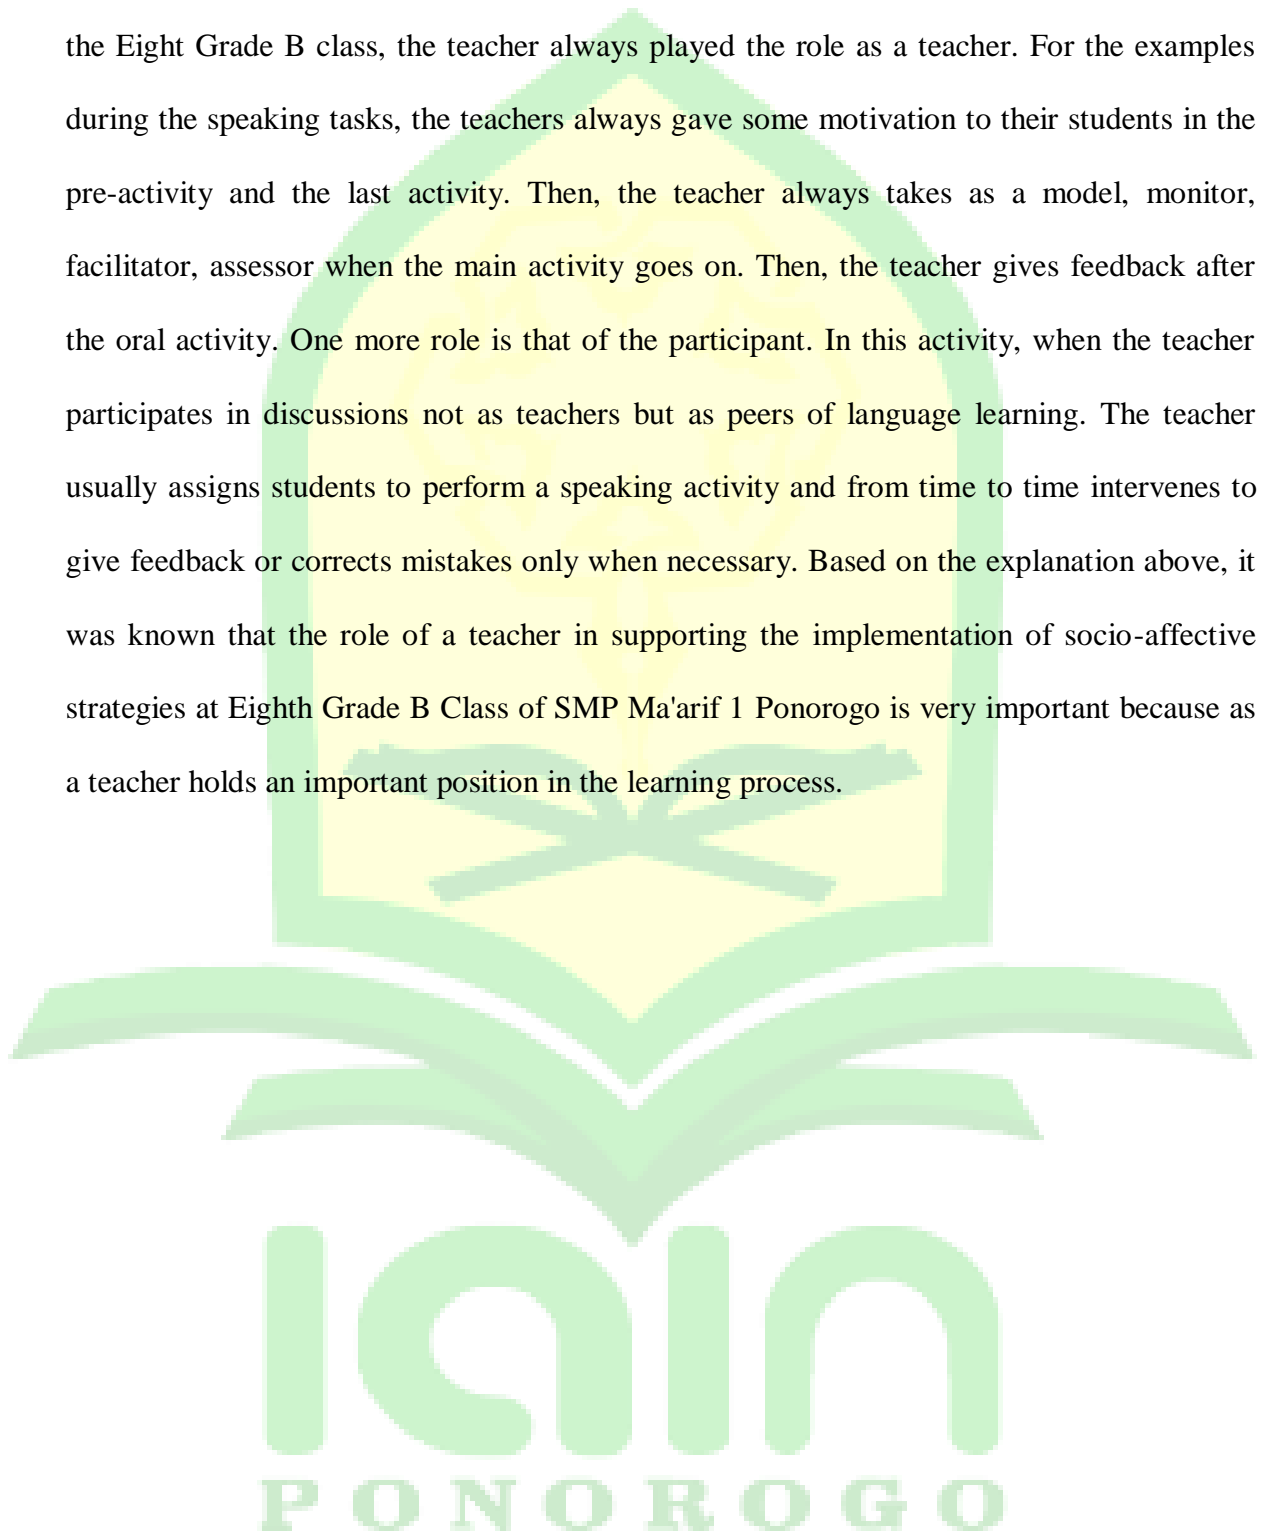 the Eight Grade B class, the teacher always played the role as a teacher. For the examples
during the speaking tasks, the teachers always gave some motivation to their students in the
pre-activity and the last activity. Then, the teacher always takes as a model, monitor,
facilitator, assessor when the main activity goes on. Then, the teacher gives feedback after
the oral activity. One more role is that of the participant. In this activity, when the teacher
participates in discussions not as teachers but as peers of language learning. The teacher
usually assigns students to perform a speaking activity and from time to time intervenes to
give feedback or corrects mistakes only when necessary. Based on the explanation above, it
was known that the role of a teacher in supporting the implementation of socio-affective
strategies at Eighth Grade B Class of SMP Ma'arif 1 Ponorogo is very important because as
a teacher holds an important position in the learning process.
iain
PONOROGO